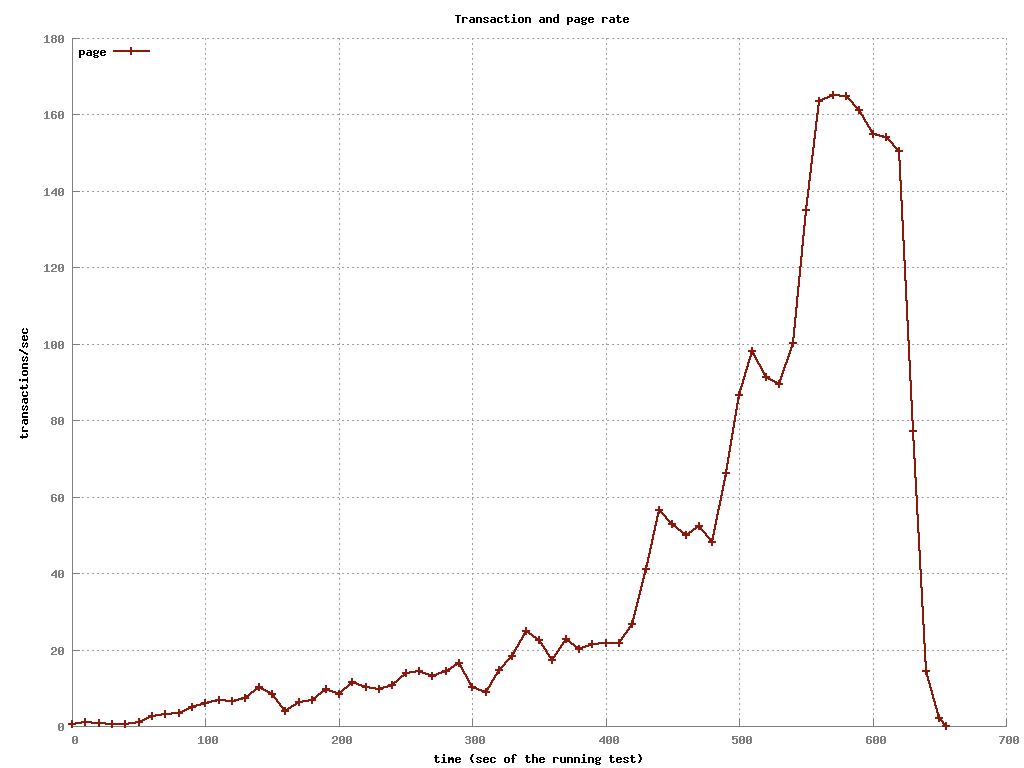 Transaction and page rate
page
180
160
140
120
100
80
60
40
20
0
transactions/sec
0 100 200 300 400 500 600 700
time (sec of the running test)